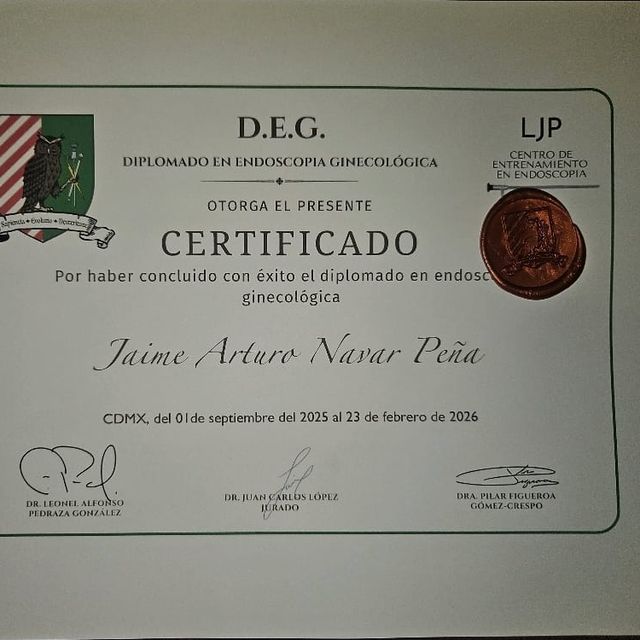 D.E.G.
DIPLOMADO EN ENDOSCOPIA GINECOLÓGICA
LJP
CENTRO DE
ENTRENAMIENTO
EN ENDOSCOPIA
OTORGA EL PRESENTE
CERTIFICADO
Por haber concluido con éxito el diplomado en endosc
ginecológica
Jaime Arturo Navar Peña
CDMX, del 01de septiembre del 2025 al 23 de febrero de 2026
DR. LEONEL ALFONSO
PEDRAZA GONZÁLEZ
DR. JUAN CARLOS LÓPEZ
JURADO
DRA. PILAR FIGUEROA
GÓMEZ-CRESPO